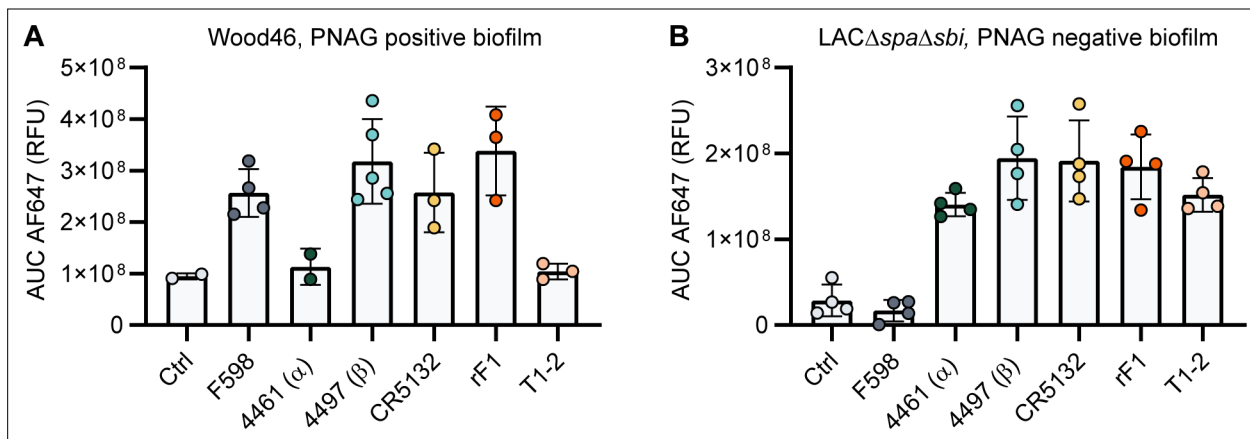 A
Wood46, PNAG positive biofilm
AUC AF647 (RFU)
5×10⁸
4×10⁸
3×10⁸
2×10⁸
1×10⁸
0
Ctrl
F598
4461 (α)
4497 (β)
CR5132
rF1
T1-2
B
LACΔspaΔsbi, PNAG negative biofilm
AUC AF647 (RFU)
3×10⁸
2×10⁸
1×10⁸
0
Ctrl
F598
4461 (α)
4497 (β)
CR5132
rF1
T1-2